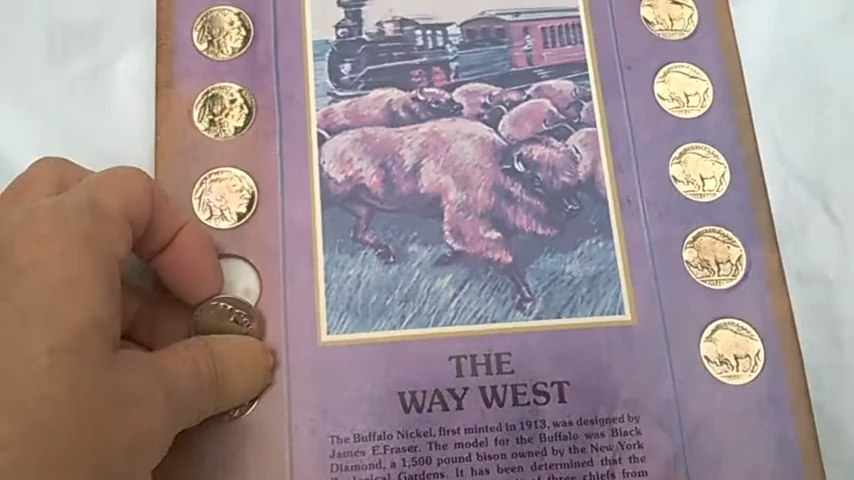 THE
WAY WEST
The Buffalo Nickel, first minted in 1913, was designed by
James E.Fraser. The model for the Buffalo was Black
Diamond, a 1,500 pound bison owned by the New York
Zoological Gardens. It has been determined that the
of three chiefs from